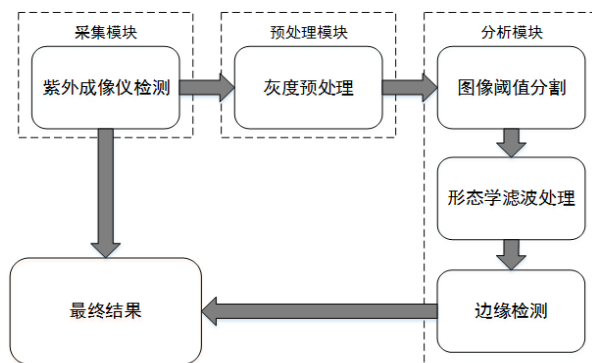 采集模块
预处理模块
分析模块
紫外成像仪检测
灰度预处理
图像阈值分割
形态学滤波处理
最终结果
边缘检测